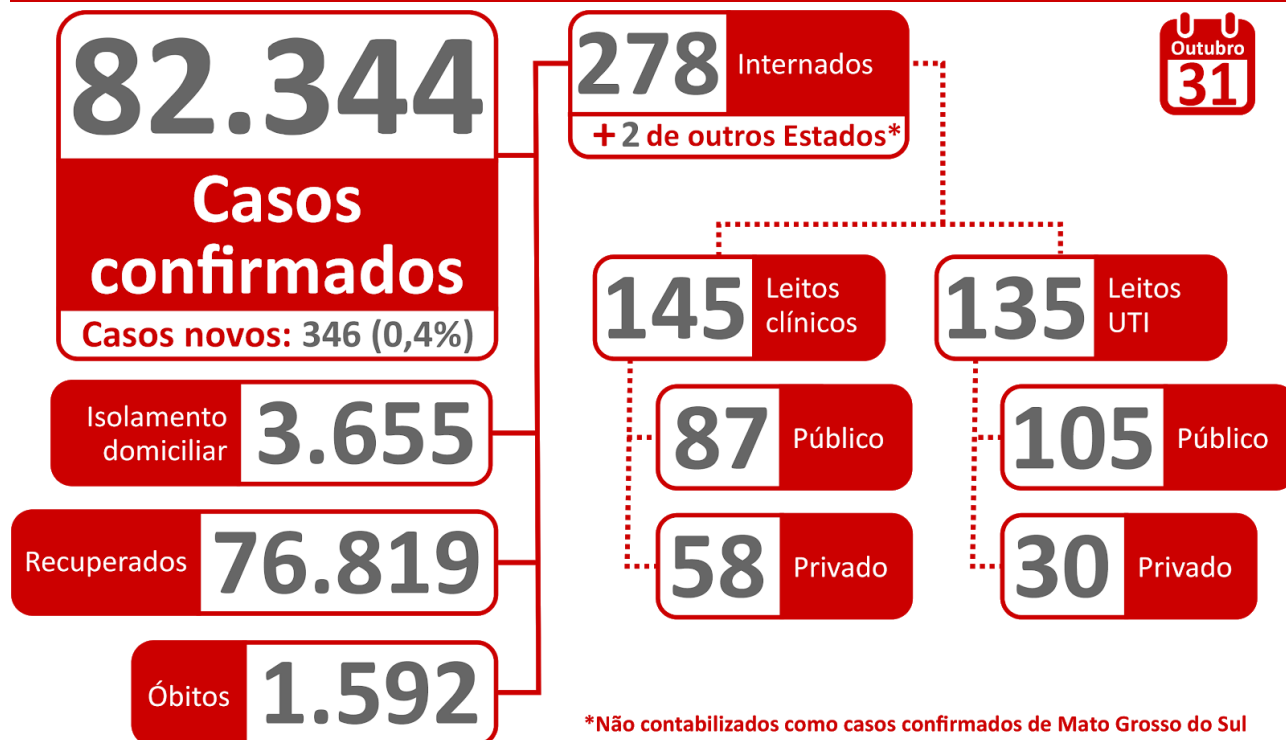 82.344
Casos
confirmados
Casos novos: 346 (0,4%)
Isolamento
domiciliar
3.655
Recuperados
76.819
Óbitos
1.592
278
Internados
+ 2 de outros Estados*
Outubro
31
145
Leitos
clínicos
87
Público
58
Privado
135
Leitos
UTI
105
Público
30
Privado
*Não contabilizados como casos confirmados de Mato Grosso do Sul